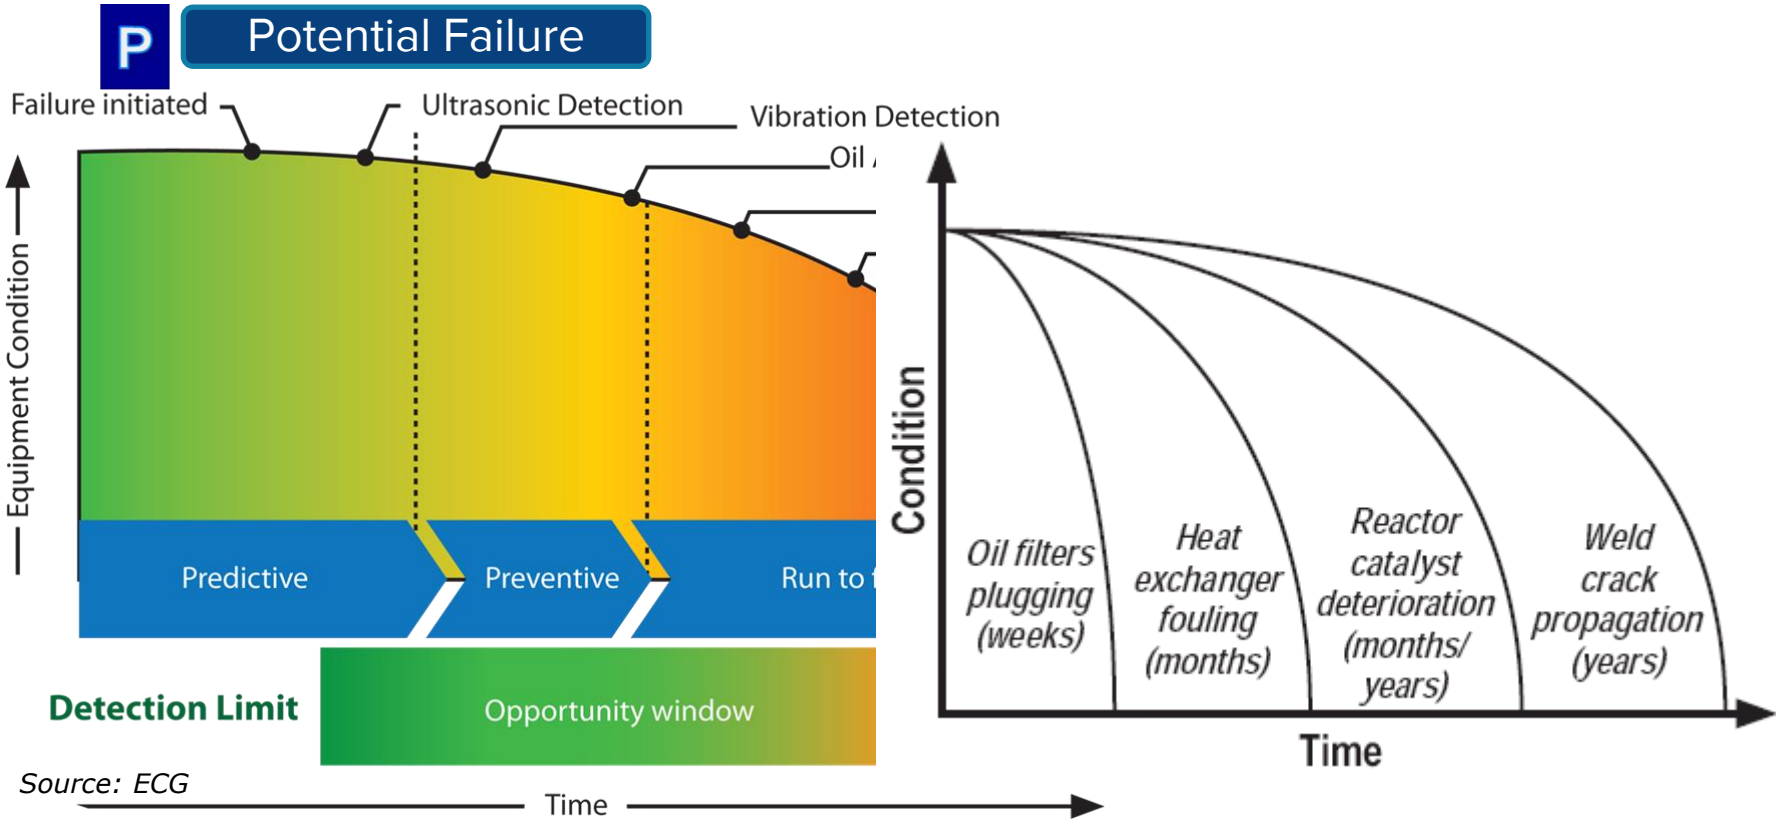 P
Potential Failure
Failure initiated
Ultrasonic Detection
Vibration Detection
Oil
Equipment Condition
Predictive
Preventive
Run to
Detection Limit
Opportunity window
Source: ECG
Time
Condition
Oil filters
plugging
(weeks)
Heat
exchanger
fouling
(months)
Reactor
catalyst
deterioration
(months/
years)
Weld
crack
propagation
(years)
Time